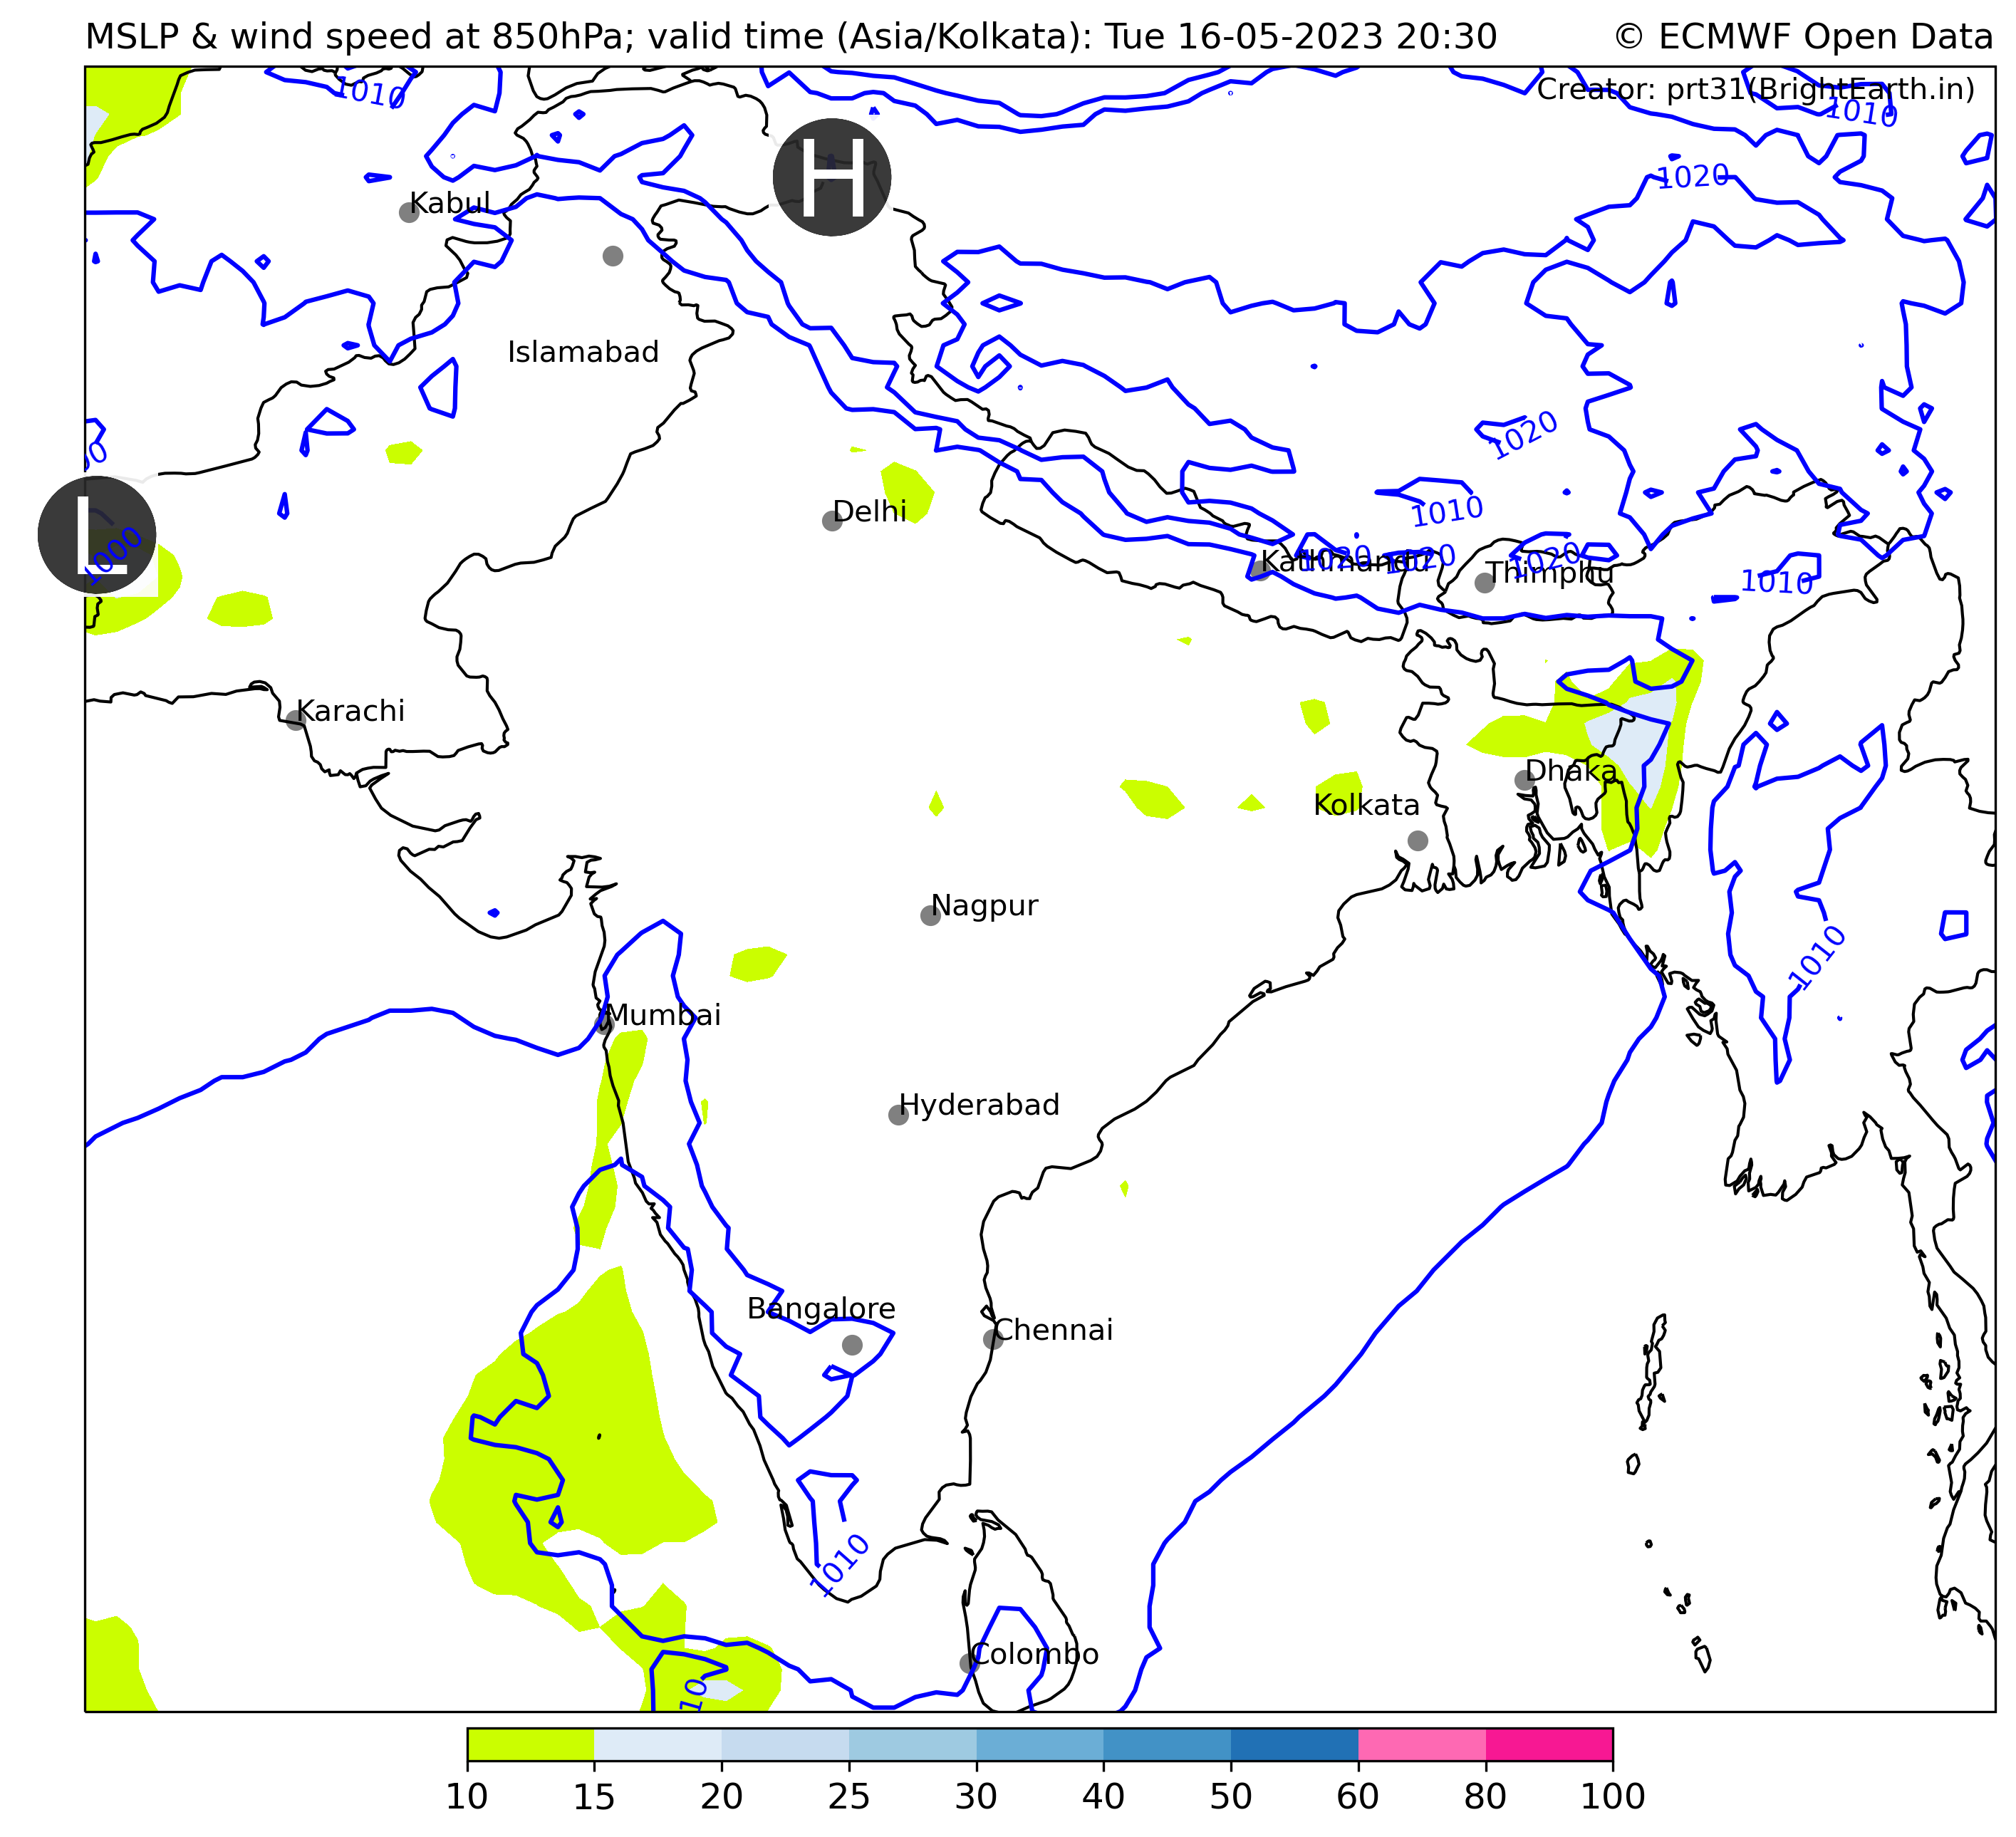 MSLP & wind speed at 850hPa; valid time (Asia/Kolkata): Tue 16-05-2023 20:30 © ECMWF Open Data
Creator: prt31(BrightEarth.in)
1010
1010
H
1020
Kabul
Islamabad
1020
1010
Delhi
L
1000
Kathmandu
1020
1020
1020
Thimphu
1010
Karachi
Dhaka
Kolkata
Nagpur
1010
Mumbai
Hyderabad
Bangalore
Chennai
1010
Colombo
10
10 15 20 25 30 40 50 60 80 100